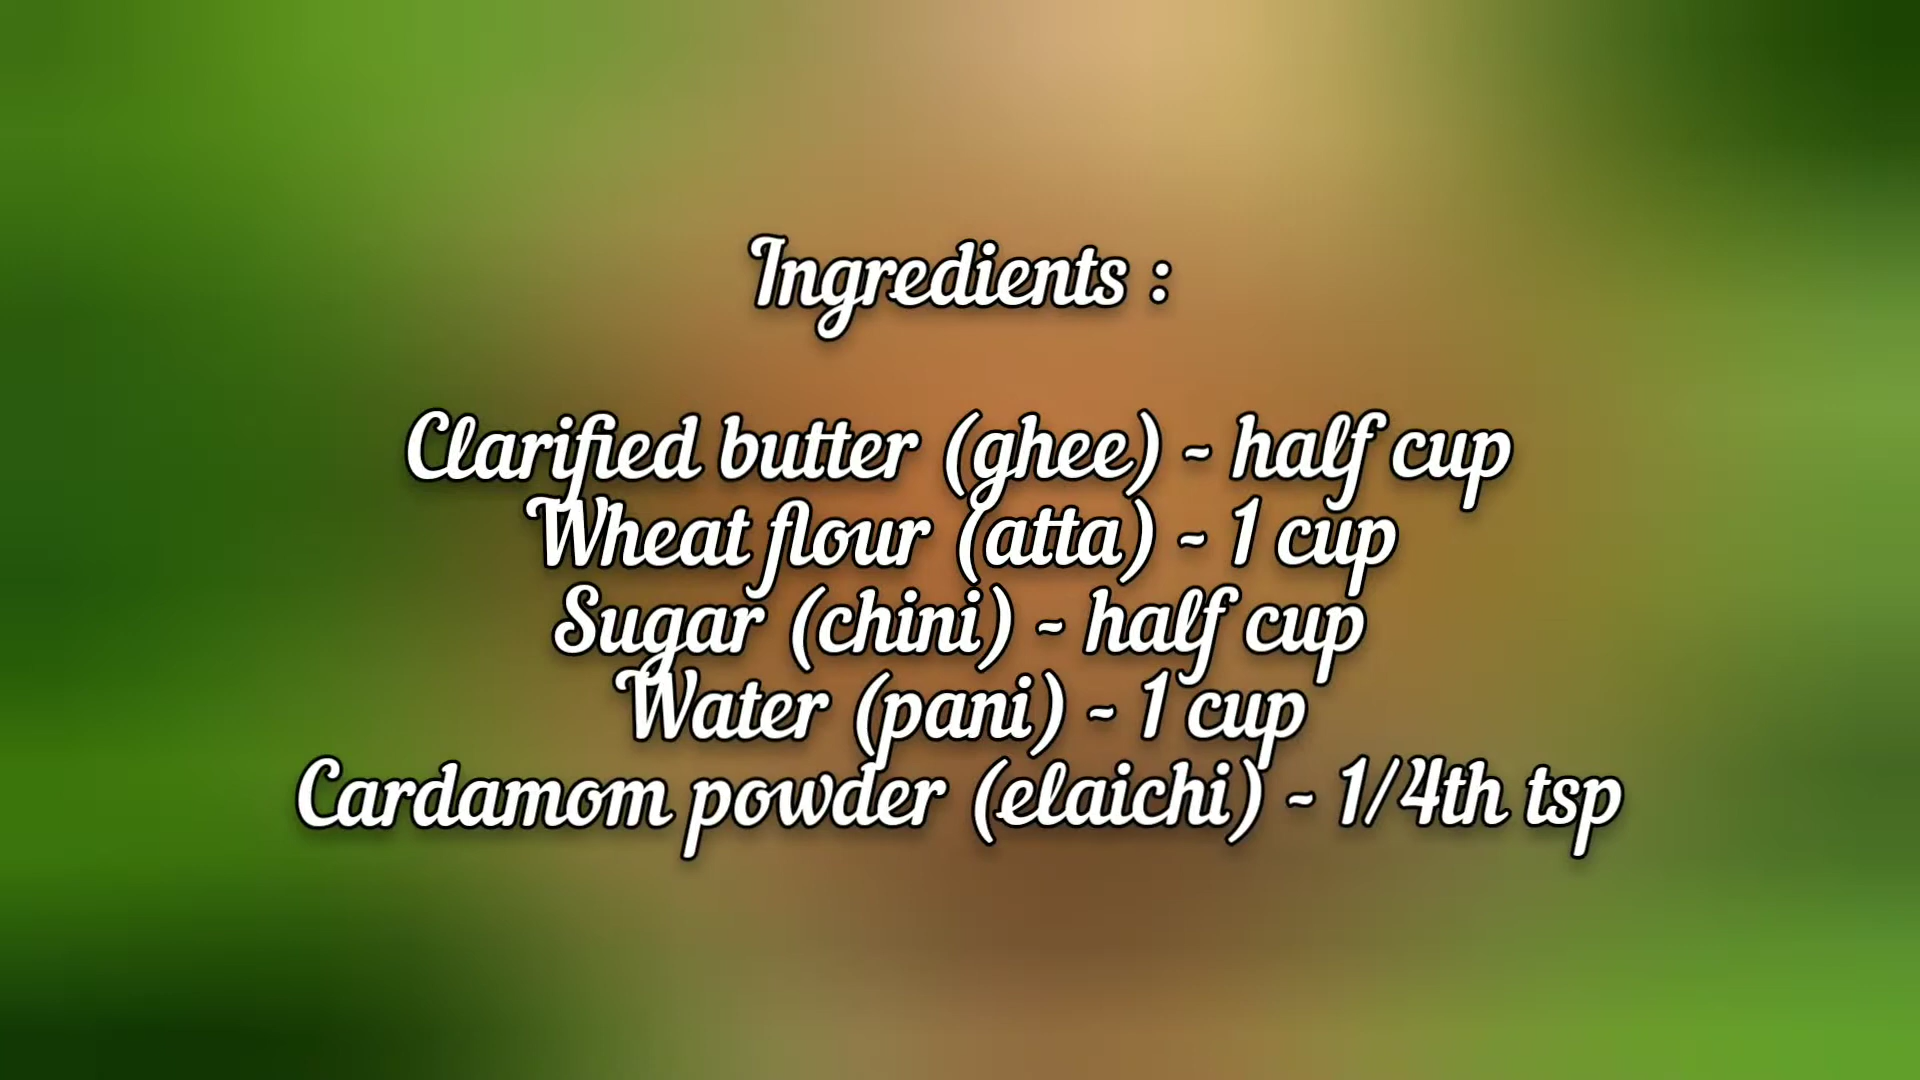 Ingredients :
Clarified butter (ghee) - half cup
Wheat flour (atta) - 1 cup
Sugar (chini) - half cup
Water (pani) - 1 cup
Cardamom powder (elaichi) - 1/4th tsp